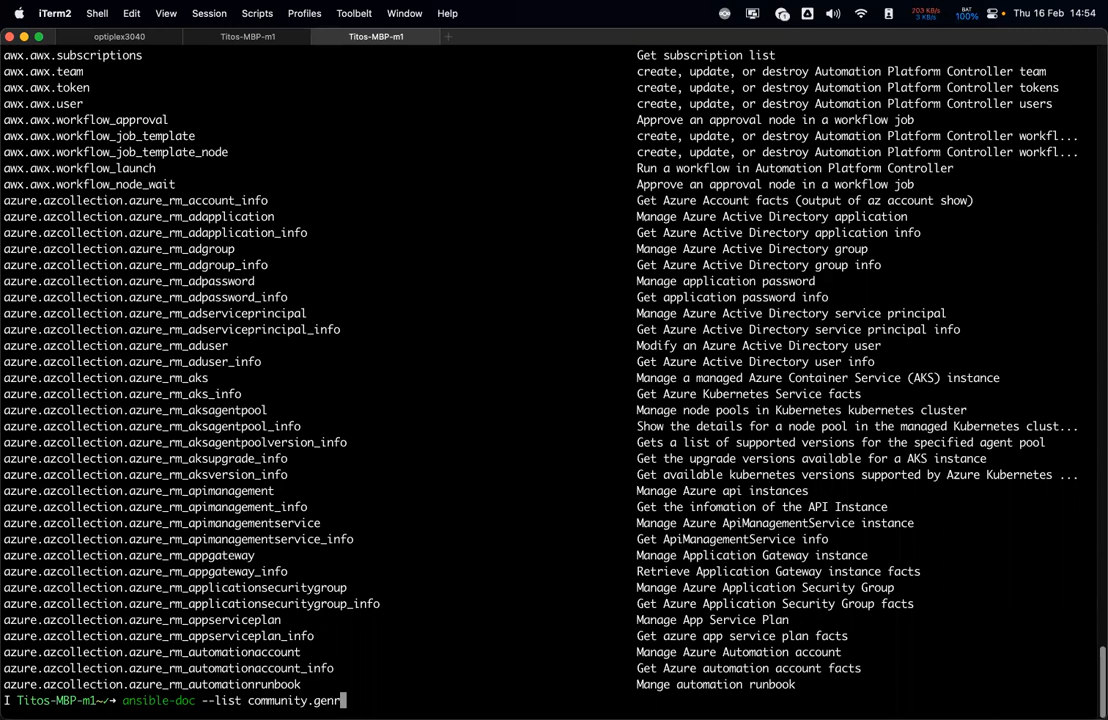 iTerm2 Shell Edit View Session Scripts Profiles Toolbelt Window Help 203 KB/s 3 KB/s BAT 100% Thu 16 Feb 14:54
optiplex3040 Titos-MBP-m1 Titos-MBP-m1 +
awx.awx.subscriptions Get subscription list
awx.awx.team create, update, or destroy Automation Platform Controller team
awx.awx.token create, update, or destroy Automation Platform Controller tokens
awx.awx.user create, update, or destroy Automation Platform Controller users
awx.awx.workflow_approval Approve an approval node in a workflow job
awx.awx.workflow_job_template create, update, or destroy Automation Platform Controller workfl...
awx.awx.workflow_job_template_node create, update, or destroy Automation Platform Controller workfl...
awx.awx.workflow_launch Run a workflow in Automation Platform Controller
awx.awx.workflow_node_wait Approve an approval node in a workflow job
azure.azcollection.azure_rm_account_info Get Azure Account facts (output of az account show)
azure.azcollection.azure_rm_adapplication Manage Azure Active Directory application
azure.azcollection.azure_rm_adapplication_info Get Azure Active Directory application info
azure.azcollection.azure_rm_adgroup Manage Azure Active Directory group
azure.azcollection.azure_rm_adgroup_info Get Azure Active Directory group info
azure.azcollection.azure_rm_adpassword Manage application password
azure.azcollection.azure_rm_adpassword_info Get application password info
azure.azcollection.azure_rm_adserviceprincipal Manage Azure Active Directory service principal
azure.azcollection.azure_rm_adserviceprincipal_info Get Azure Active Directory service principal info
azure.azcollection.azure_rm_aduser Modify an Azure Active Directory user
azure.azcollection.azure_rm_aduser_info Get Azure Active Directory user info
azure.azcollection.azure_rm_aks Manage a managed Azure Container Service (AKS) instance
azure.azcollection.azure_rm_aks_info Get Azure Kubernetes Service facts
azure.azcollection.azure_rm_aksagentpool Manage node pools in Kubernetes kubernetes cluster
azure.azcollection.azure_rm_aksagentpool_info Show the details for a node pool in the managed Kubernetes clust...
azure.azcollection.azure_rm_aksagentpoolversion_info Gets a list of supported versions for the specified agent pool
azure.azcollection.azure_rm_aksupgrade_info Get the upgrade versions available for a AKS instance
azure.azcollection.azure_rm_aksversion_info Get available kubernetes versions supported by Azure Kubernetes ...
azure.azcollection.azure_rm_apimanagement Manage Azure api instances
azure.azcollection.azure_rm_apimanagement_info Get the infomation of the API Instance
azure.azcollection.azure_rm_apimanagementservice Manage Azure ApiManagementService instance
azure.azcollection.azure_rm_apimanagementservice_info Get ApiManagementService info
azure.azcollection.azure_rm_appgateway Manage Application Gateway instance
azure.azcollection.azure_rm_appgateway_info Retrieve Application Gateway instance facts
azure.azcollection.azure_rm_applicationsecuritygroup Manage Azure Application Security Group
azure.azcollection.azure_rm_applicationsecuritygroup_info Get Azure Application Security Group facts
azure.azcollection.azure_rm_appserviceplan Manage App Service Plan
azure.azcollection.azure_rm_appserviceplan_info Get azure app service plan facts
azure.azcollection.azure_rm_automationaccount Manage Azure Automation account
azure.azcollection.azure_rm_automationaccount_info Get Azure automation account facts
azure.azcollection.azure_rm_automationrunbook Mange automation runbook
I Titos-MBP-m1~✓➜ ansible-doc --list community.genr